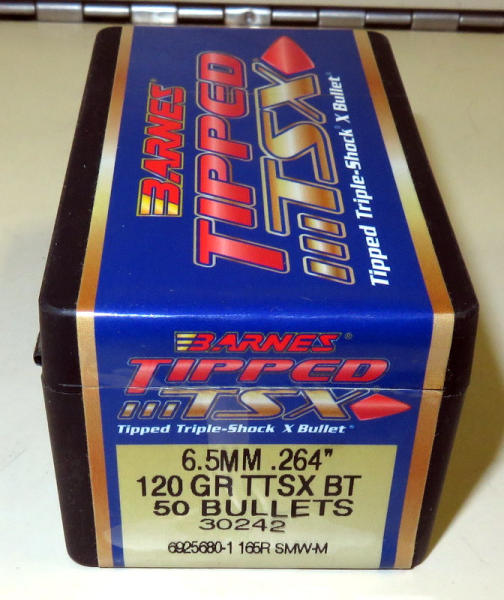 BARNES®
TIPPED
TSX
Tipped Triple-Shock® X Bullet®
BARNES®
TIPPED
TSX
Tipped Triple-Shock X Bullet®
6.5MM .264"
120 GR TTSX BT
50 BULLETS
30242
6925680-1 165R SMW-M